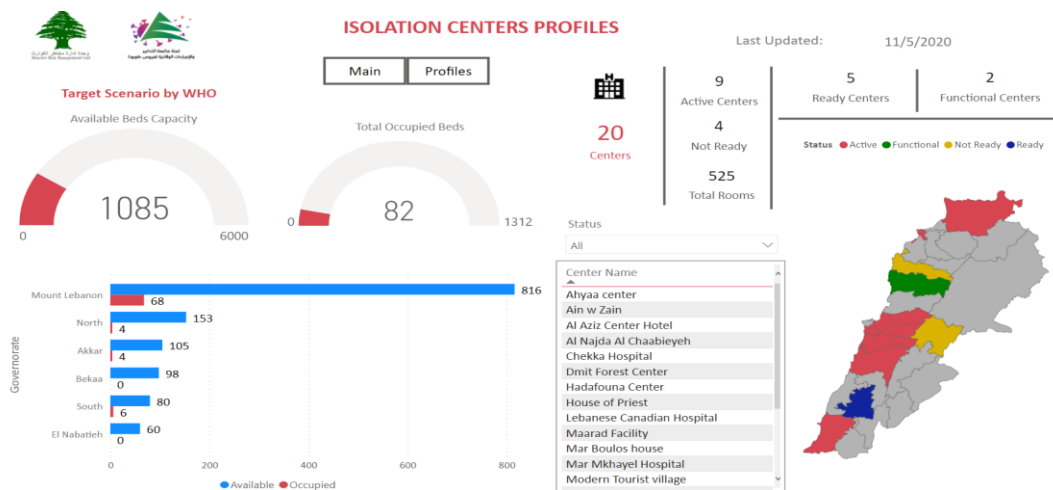 ISOLATION CENTERS PROFILES
Last Updated: 11/5/2020
Main
Profiles
Target Scenario by WHO
Available Beds Capacity
1085
0
6000
Total Occupied Beds
82
0
1312
20
Centers
9
Active Centers
4
Not Ready
525
Total Rooms
5
Ready Centers
2
Functional Centers
Status Active Functional Not Ready Ready
Status
All
Center Name
Ahyaa center
Ain w Zain
Al Aziz Center Hotel
Al Najda Al Chaabieyeh
Chekka Hospital
Dmit Forest Center
Hadafouna Center
House of Priest
Lebanese Canadian Hospital
Maarad Facility
Mar Boulos house
Mar Mkhayel Hospital
Modern Tourist village
Governorate
Mount Lebanon 816
68
North 153
4
Akkar 105
4
Bekaa 98
0
South 80
6
El Nabatieh 60
0
0 200 400 600 800
Available Occupied